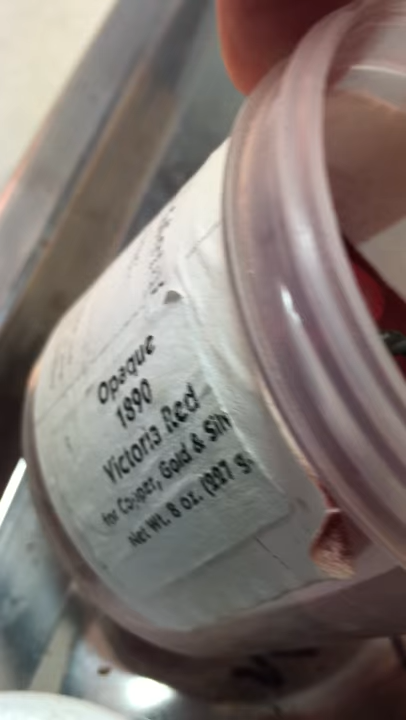 Opaque
1890
Victoria Red
for Copper, Gold & Silv
Net Wt. 8 oz. (227 g